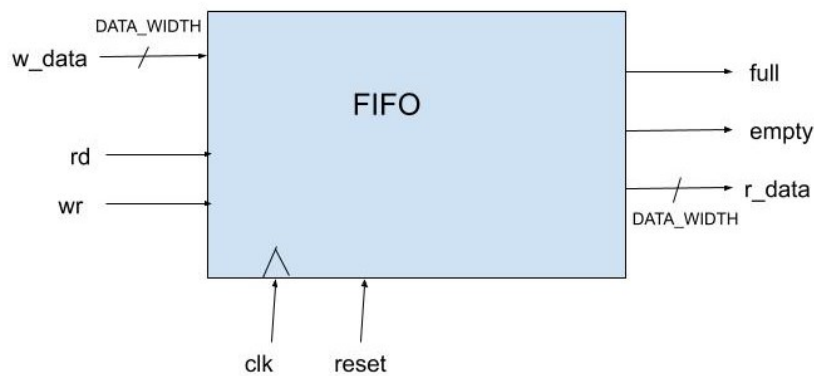 DATA_WIDTH
w_data
full
FIFO
empty
rd
r_data
wr
DATA_WIDTH
clk
reset